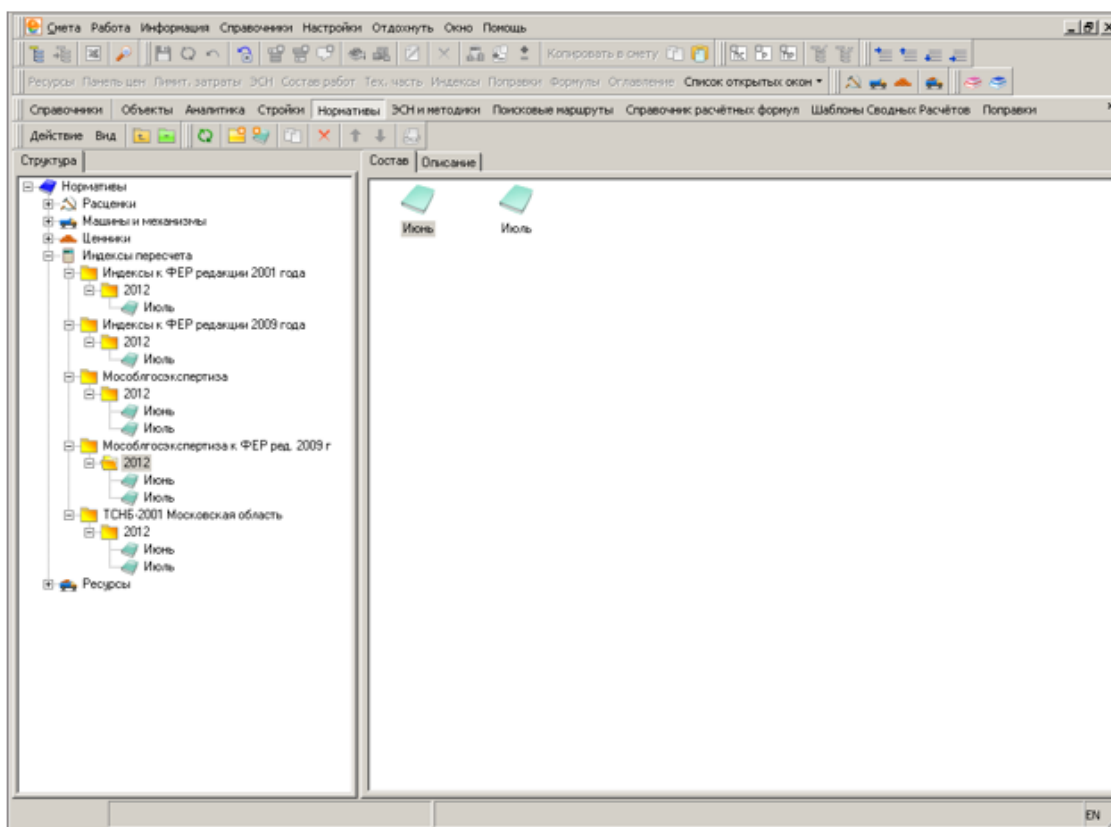 Смета Работа Информация Справочники Настройки Отдохнуть Окно Помощь
Копировать в смету
Ресурсы Панель цен Лимит. затраты ЭСН Состав работ Тех. часть Индексы Поправки Формулы Оглавление Список открытых окон
Справочники Объекты Аналитика Стройки Нормативы ЭСН и методики Поисковые маршруты Справочник расчётных формул Шаблоны Сводных Расчётов Поправки
Действие Вид
Структура
Состав Описание
Нормативы
Расценки
Машины и механизмы
Ценники
Индексы пересчета
Индексы к ФЕР редакции 2001 года
2012
Июль
Индексы к ФЕР редакции 2009 года
2012
Июль
Мособлгосэкспертиза
2012
Июнь
Июль
Мособлгосэкспертиза к ФЕР ред. 2009 г
2012
Июнь
Июль
ТСНБ-2001 Московская область
2012
Июнь
Июль
Ресурсы
Июнь Июль
EN